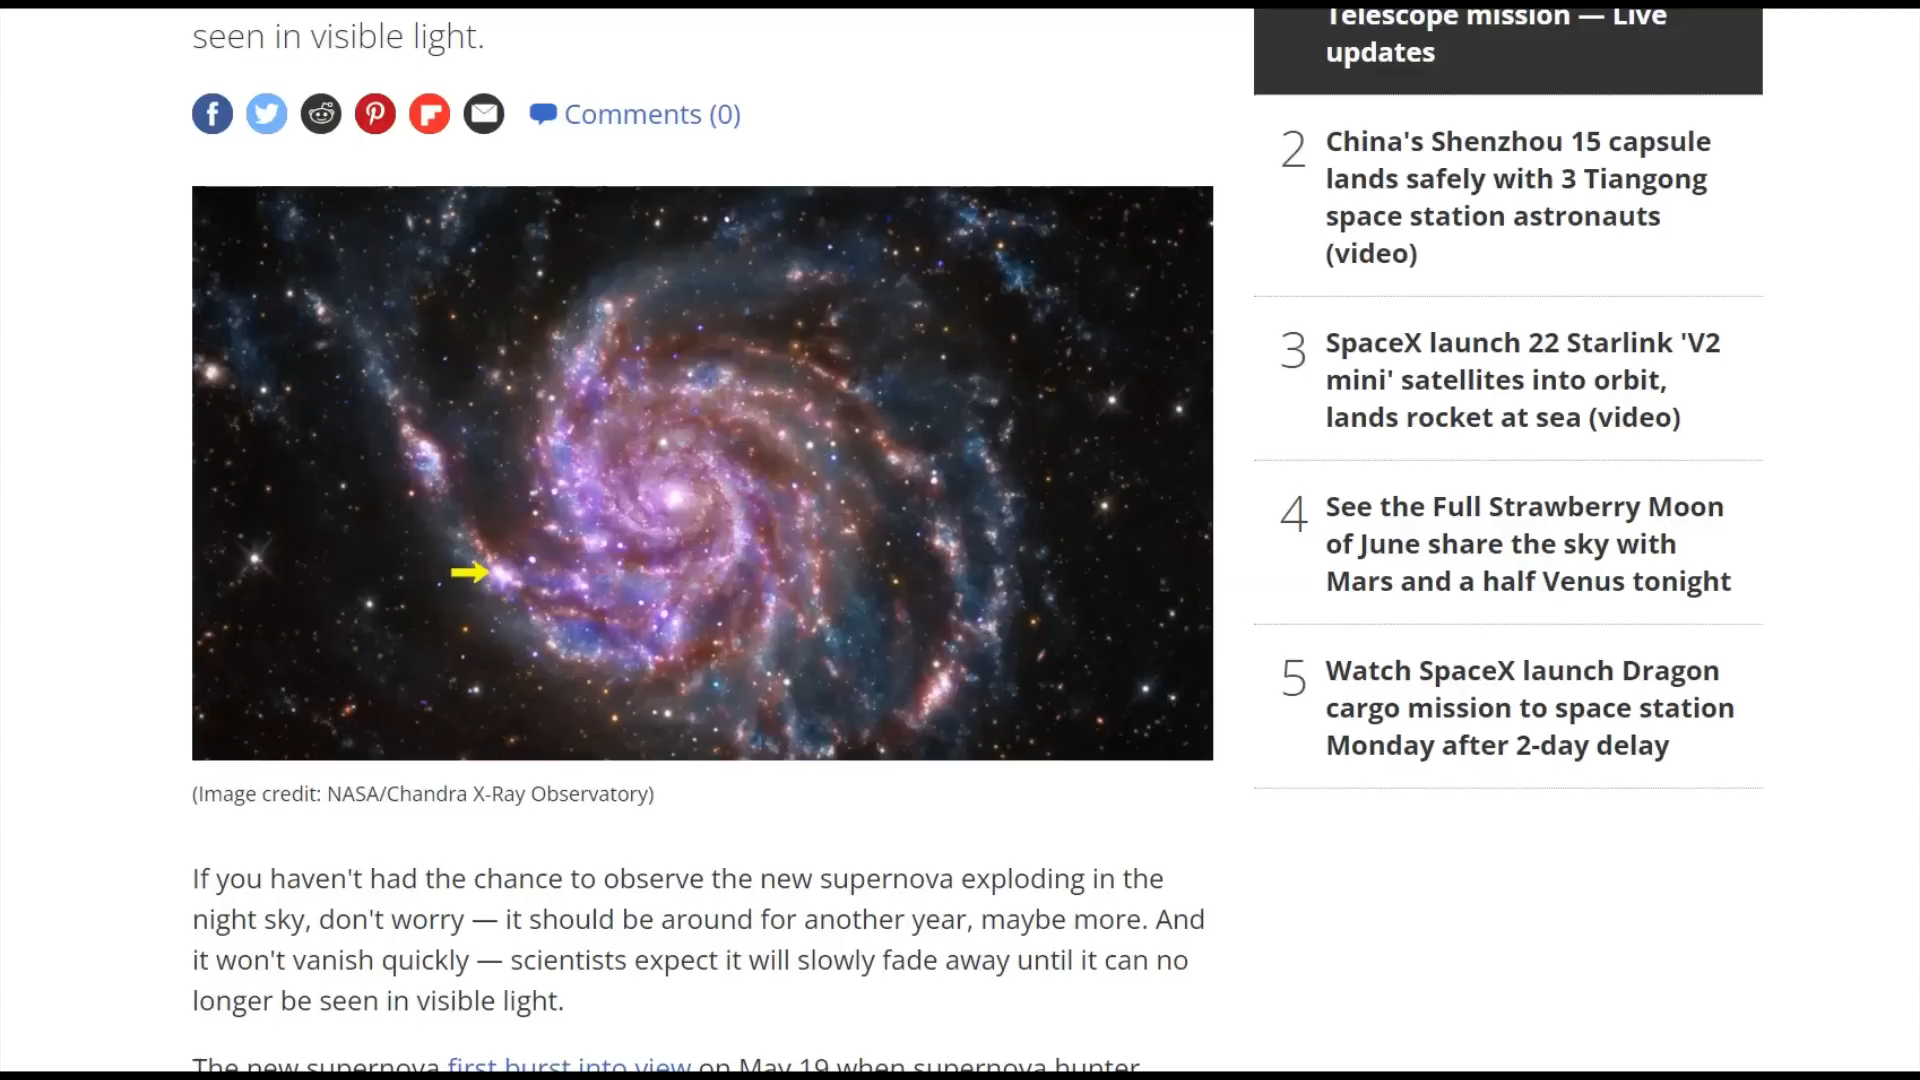 seen in visible light.
Comments (0)
(Image credit: NASA/Chandra X-Ray Observatory)
If you haven't had the chance to observe the new supernova exploding in the
night sky, don't worry — it should be around for another year, maybe more. And
it won't vanish quickly — scientists expect it will slowly fade away until it can no
longer be seen in visible light.
The new supernova first burst into view on May 19 when supernova hunter
Telescope mission — Live
updates
2
China's Shenzhou 15 capsule
lands safely with 3 Tiangong
space station astronauts
(video)
3
SpaceX launch 22 Starlink 'V2
mini' satellites into orbit,
lands rocket at sea (video)
4
See the Full Strawberry Moon
of June share the sky with
Mars and a half Venus tonight
5
Watch SpaceX launch Dragon
cargo mission to space station
Monday after 2-day delay